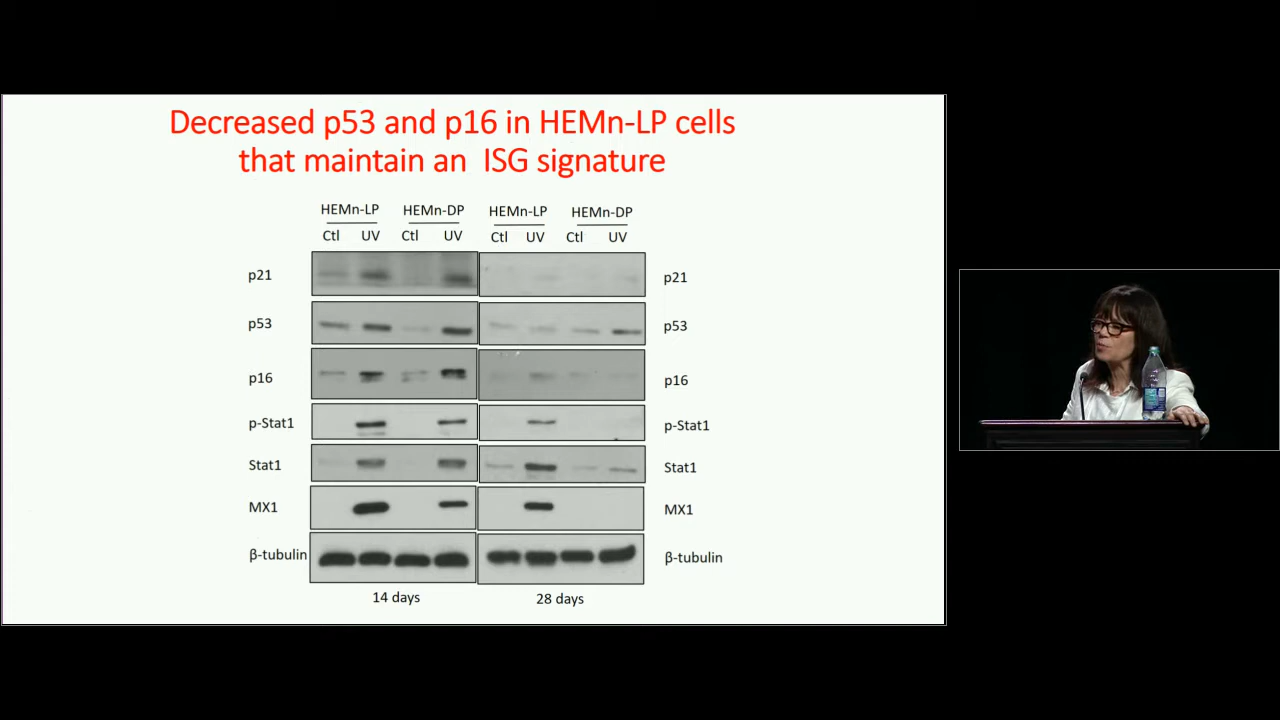 Decreased p53 and p16 in HEMn-LP cells
that maintain an ISG signature
HEMn-LP HEMn-DP HEMn-LP HEMn-DP
Ctl UV Ctl UV Ctl UV Ctl UV
p21 p21
p53 p53
p16 p16
p-Stat1 p-Stat1
Stat1 Stat1
MX1 MX1
β-tubulin β-tubulin
14 days 28 days